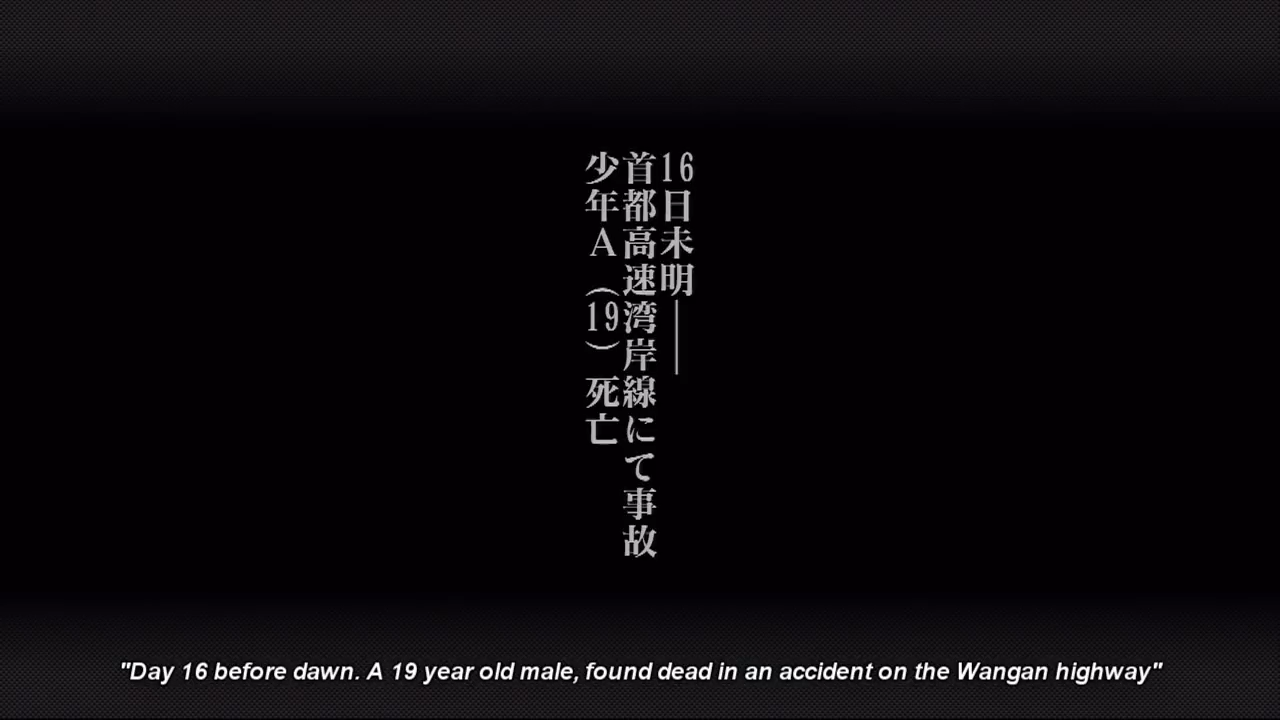 16日未明――
首都高速湾岸線にて事故
少年A（19）死亡
"Day 16 before dawn. A 19 year old male, found dead in an accident on the Wangan highway"